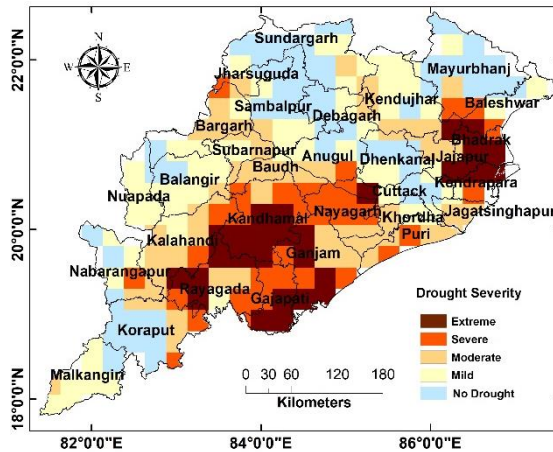 N
W E
S
22°0'0"N
20°0'0"N
18°0'0"N
Sundargarh
Jharsuguda
Mayurbhanj
Sambalpur
Kendujhar
Baleshwar
Debagarh
Bargarh
Bhadrak
Subarnapur
Anugul
Dhenkanal
Jajapur
Baudh
Balangir
Kendrapara
Nuapada
Cuttack
Kandhamal
Nayagarh
Khordha
Jagatsinghapur
Kalahandi
Puri
Ganjam
Nabarangapur
Rayagada
Gajapati
Koraput
Malkangiri
Drought Severity
Extreme
Severe
Moderate
Mild
No Drought
0 30 60 120 180
Kilometers
82°0'0"E 84°0'0"E 86°0'0"E